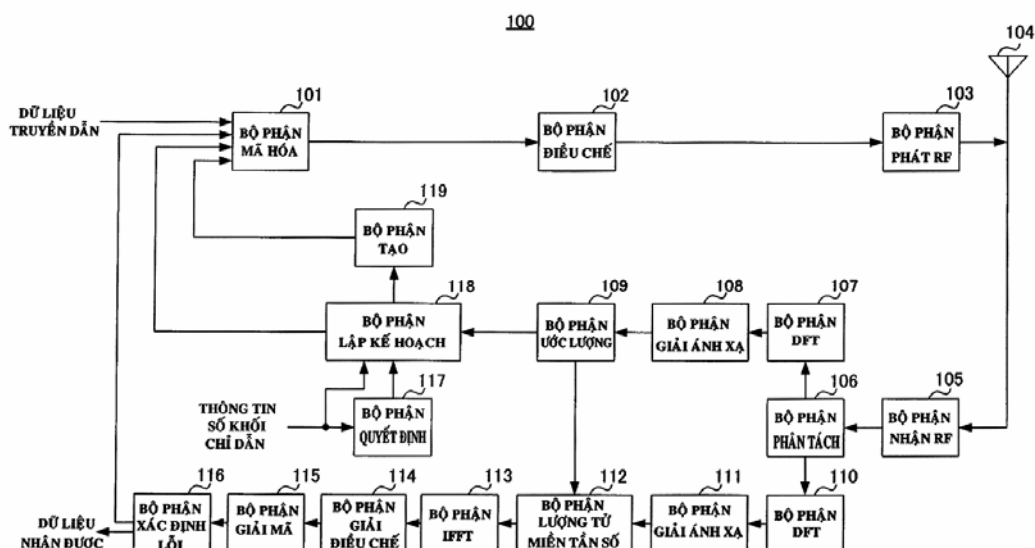 100
104
101
102
103
DỮ LIỆU
TRUYỀN DẪN
BỘ PHẬN
MÃ HÓA
BỘ PHẬN
ĐIỀU CHẾ
BỘ PHẬN
PHÁT RF
119
BỘ PHẬN
TẠO
118
109
108
107
BỘ PHẬN
LẬP KẾ HOẠCH
BỘ PHẬN
ƯỚC LƯỢNG
BỘ PHẬN
GIẢI ÁNH XẠ
BỘ PHẬN
DFT
117
106
105
THÔNG TIN
SỐ KHỐI
CHỈ DẪN
BỘ PHẬN
QUYẾT ĐỊNH
BỘ PHẬN
PHÂN TÁCH
BỘ PHẬN
NHẬN RF
116
115
114
113
112
111
110
DỮ LIỆU
NHẬN ĐƯỢC
BỘ PHẬN
XÁC ĐỊNH
LỖI
BỘ PHẬN
GIẢI MÃ
BỘ PHẬN
GIẢI
ĐIỀU CHẾ
BỘ PHẬN
IFFT
BỘ PHẬN
LƯỢNG TỬ
MIỀN TẦN SỐ
BỘ PHẬN
GIẢI ÁNH XẠ
BỘ PHẬN
DFT